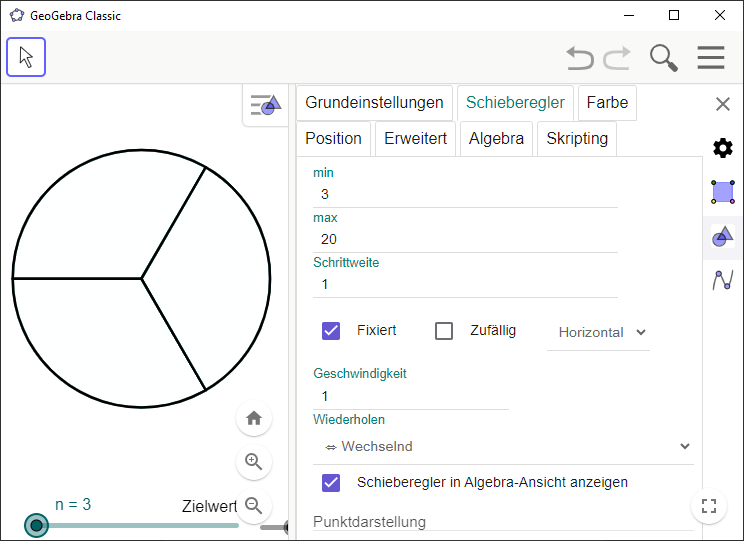 GeoGebra Classic
Grundeinstellungen Schieberegler Farbe
Position Erweitert Algebra Skripting
min
3
max
20
Schrittweite
1
Fixiert Zufällig Horizontal
Geschwindigkeit
1
Wiederholen
⇔ Wechselnd
Schieberegler in Algebra-Ansicht anzeigen
Punktdarstellung
n = 3 Zielwert